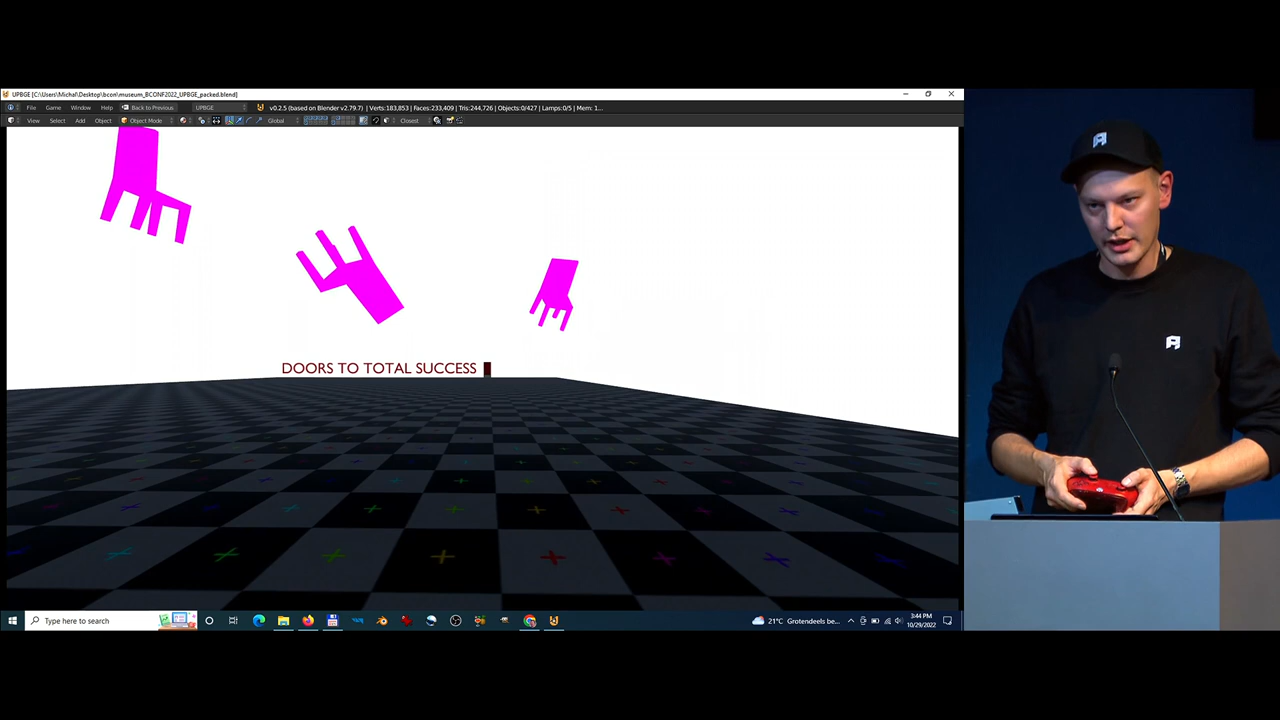 UPBGE [C:\Users\Michal\Desktop\bcon\museum_BCONF2022_UPBGE_packed.blend]
File Game Window Help Back to Previous UPBGE v0.2.5 (based on Blender v2.79.7) | Verts:183,853 | Faces:233,409 | Tris:244,726 | Objects:0/427 | Lamps:0/5 | Mem: 1...
View Select Add Object Object Mode Global Closest
DOORS TO TOTAL SUCCESS
Type here to search
21°C Grotendeels be...
3:44 PM
10/29/2022